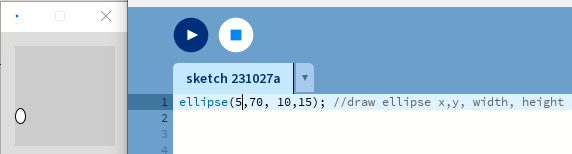 sketch 231027a
1 ellipse(5,70, 10,15); //draw ellipse x,y, width, height
2
3
4